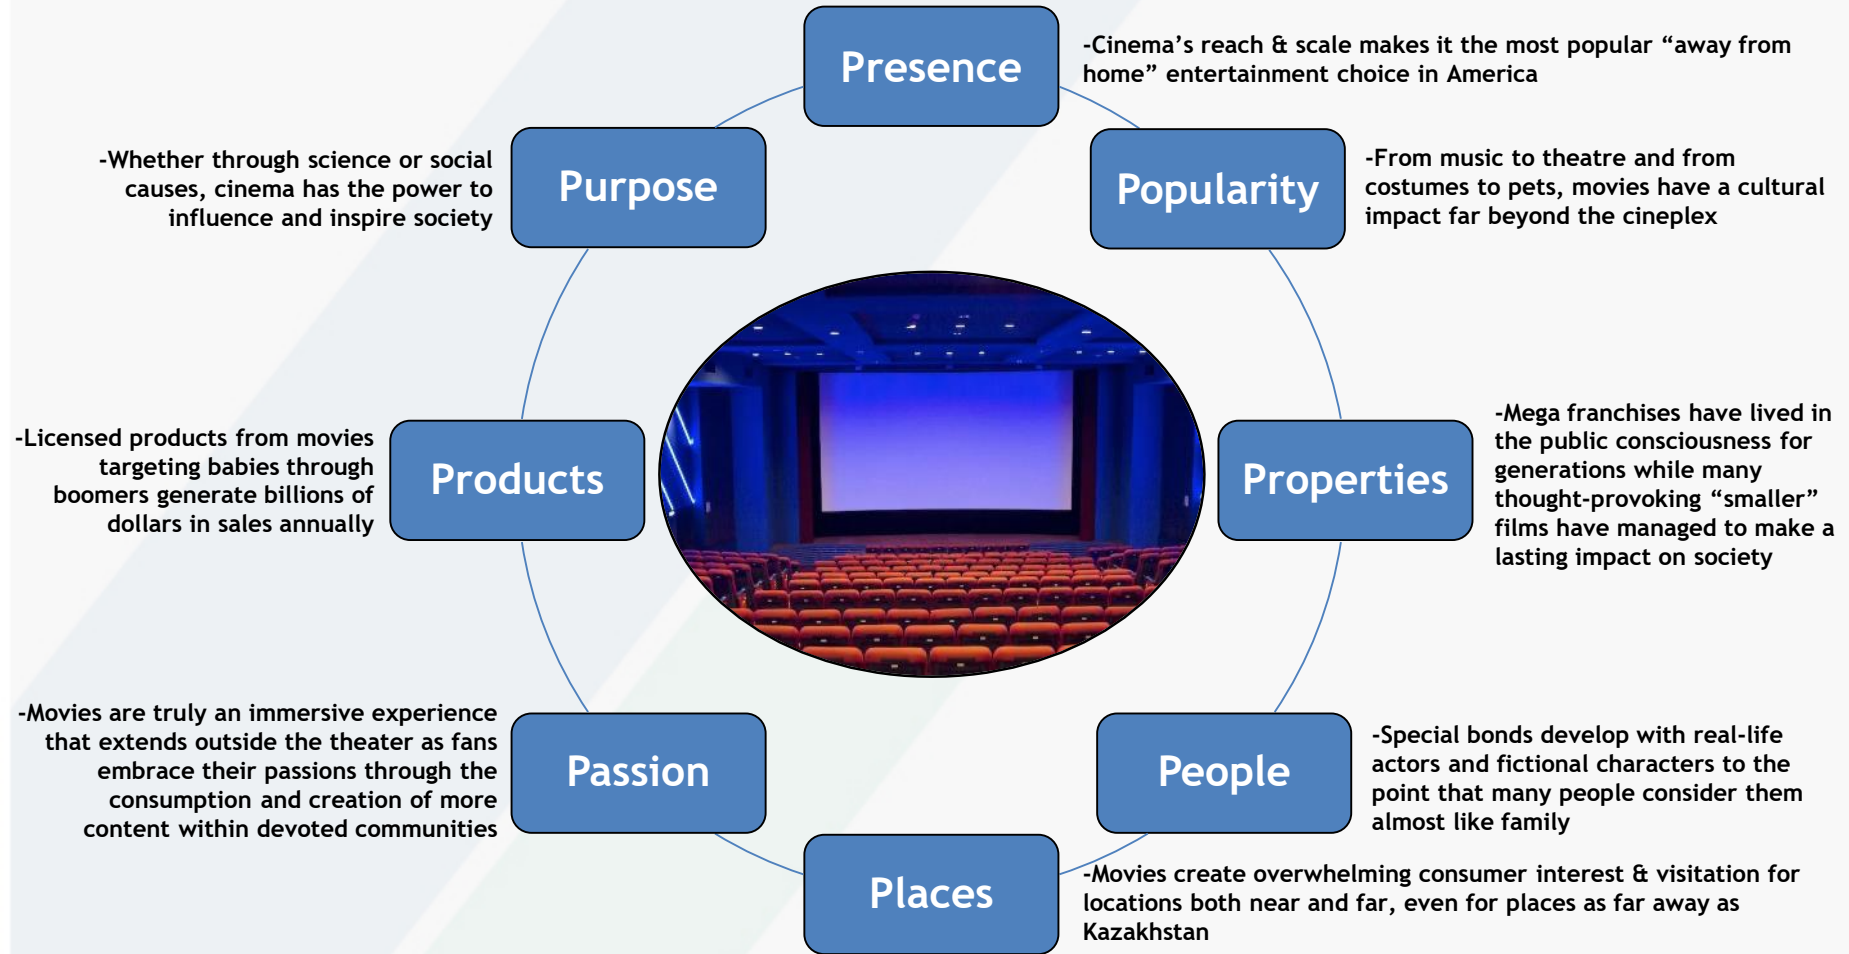 Presence
-Cinema’s reach & scale makes it the most popular “away from
home” entertainment choice in America
Popularity
-From music to theatre and from
costumes to pets, movies have a cultural
impact far beyond the cineplex
Properties
-Mega franchises have lived in
the public consciousness for
generations while many
thought-provoking “smaller”
films have managed to make a
lasting impact on society
People
-Special bonds develop with real-life
actors and fictional characters to the
point that many people consider them
almost like family
Places
-Movies create overwhelming consumer interest & visitation for
locations both near and far, even for places as far away as
Kazakhstan
Passion
-Movies are truly an immersive experience
that extends outside the theater as fans
embrace their passions through the
consumption and creation of more
content within devoted communities
Products
-Licensed products from movies
targeting babies through
boomers generate billions of
dollars in sales annually
Purpose
-Whether through science or social
causes, cinema has the power to
influence and inspire society